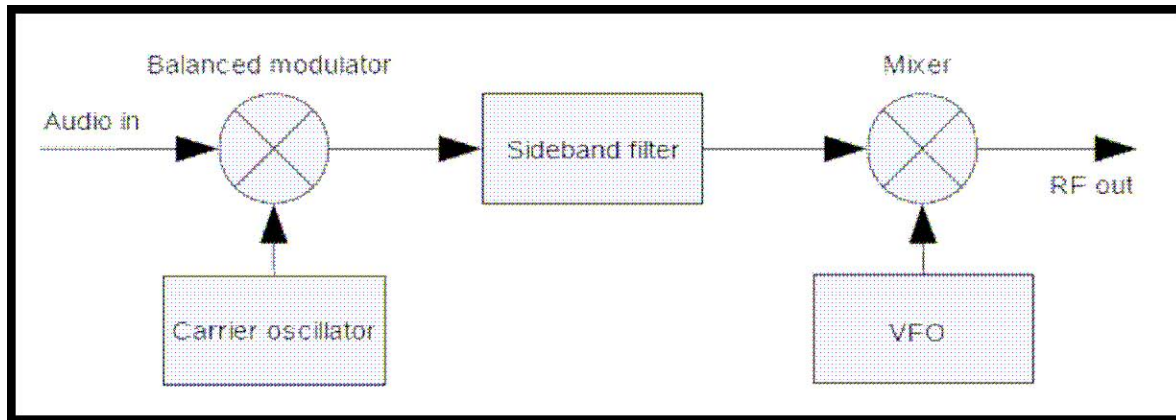 Balanced modulator
Mixer
Audio in
Sideband filter
RF out
Carrier oscillator
VFO